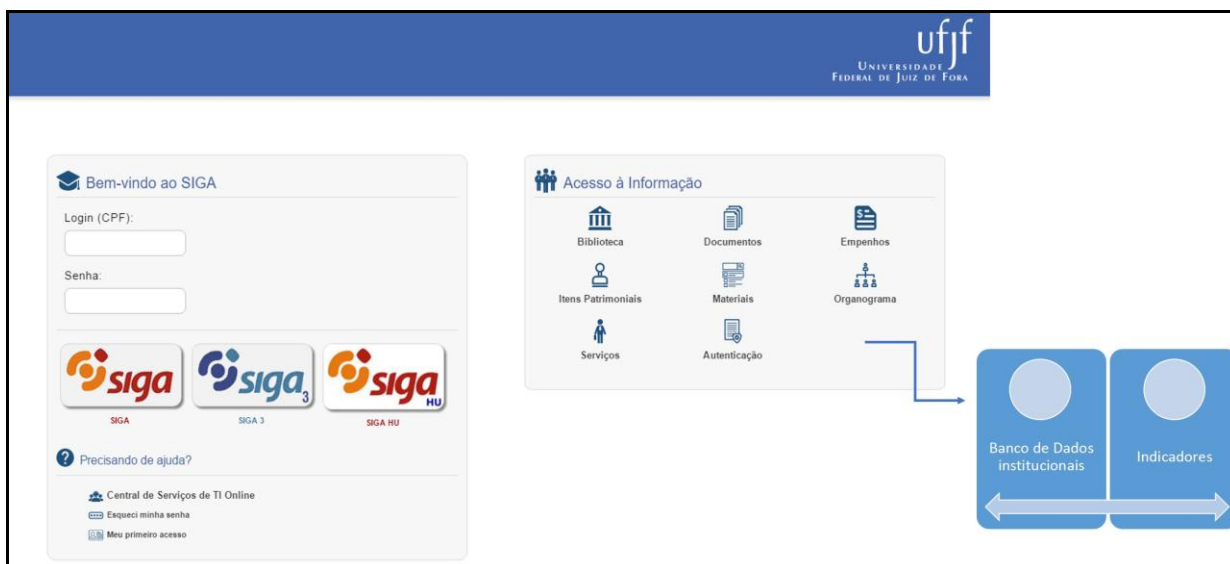 ufjf
UNIVERSIDADE
FEDERAL DE JUIZ DE FORA
Bem-vindo ao SIGA
Login (CPF):
Senha:
siga
SIGA
siga 3
SIGA 3
siga HU
SIGA HU
? Precisando de ajuda?
Central de Serviços de TI Online
Esqueci minha senha
Meu primeiro acesso
Acesso à Informação
Biblioteca
Documentos
Empenhos
Itens Patrimoniais
Materiais
Organograma
Serviços
Autenticação
Banco de Dados
institucionais
Indicadores